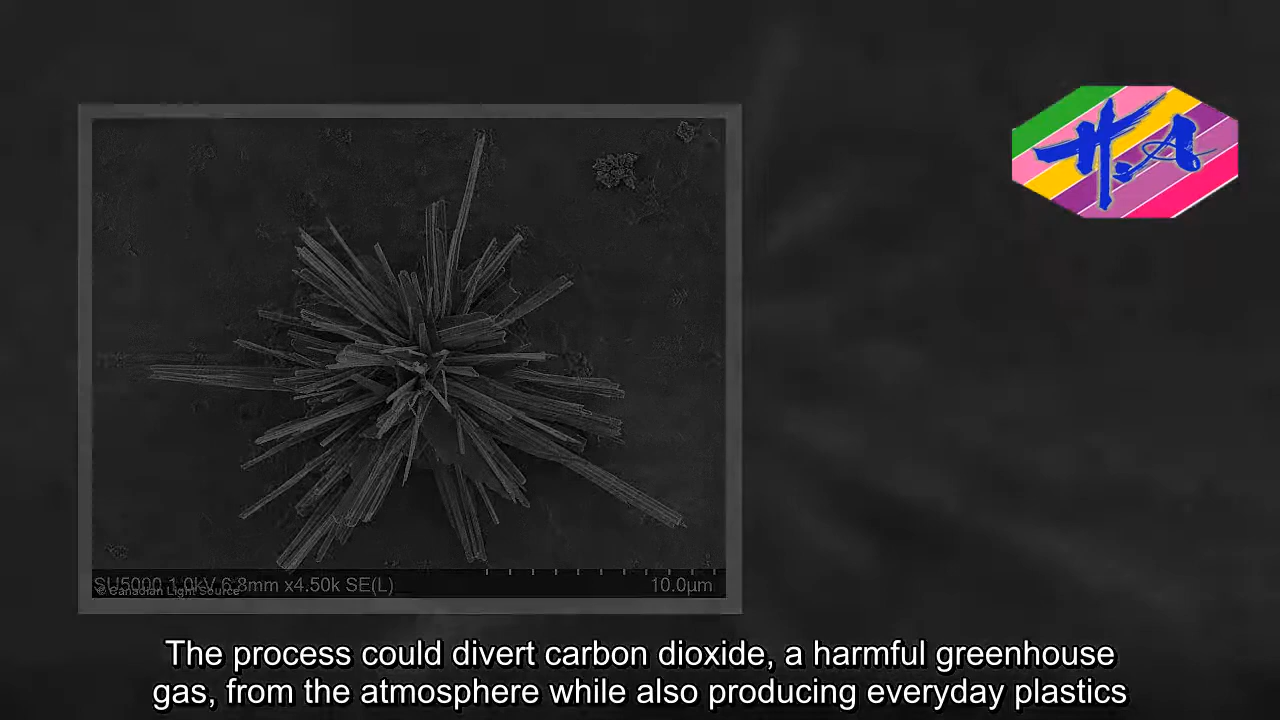 H.A
SU5000 1.0kV 6.8mm x4.50k SE(L)
10.0µm
© Canadian Light Source
The process could divert carbon dioxide, a harmful greenhouse
gas, from the atmosphere while also producing everyday plastics